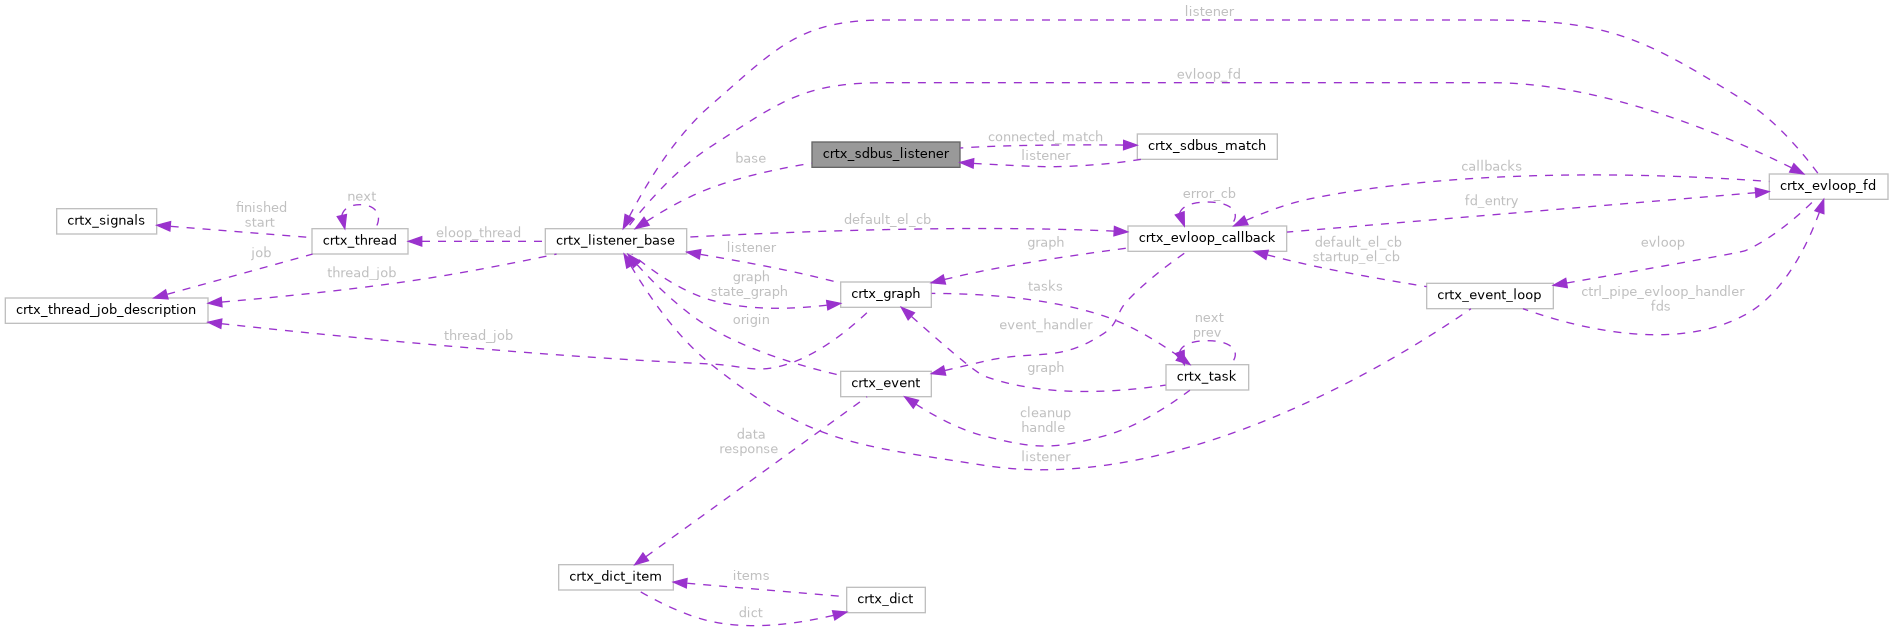 listener
evloop_fd
connected_match
crtx_sdbus_match
crtx_sdbus_listener
listener
base
callbacks
crtx_evloop_fd
next
error_cb
fd_entry
finished
start
crtx_signals
default_el_cb
eloop_thread
crtx_thread
crtx_listener_base
crtx_evloop_callback
graph
default_el_cb
startup_el_cb
evloop
listener
job
thread_job
graph
state_graph
tasks
crtx_graph
crtx_event_loop
ctrl_pipe_evloop_handler
fds
crtx_thread_job_description
origin
event_handler
next
prev
thread_job
graph
crtx_task
crtx_event
cleanup
handle
data
response
listener
crtx_dict_item
items
crtx_dict
dict